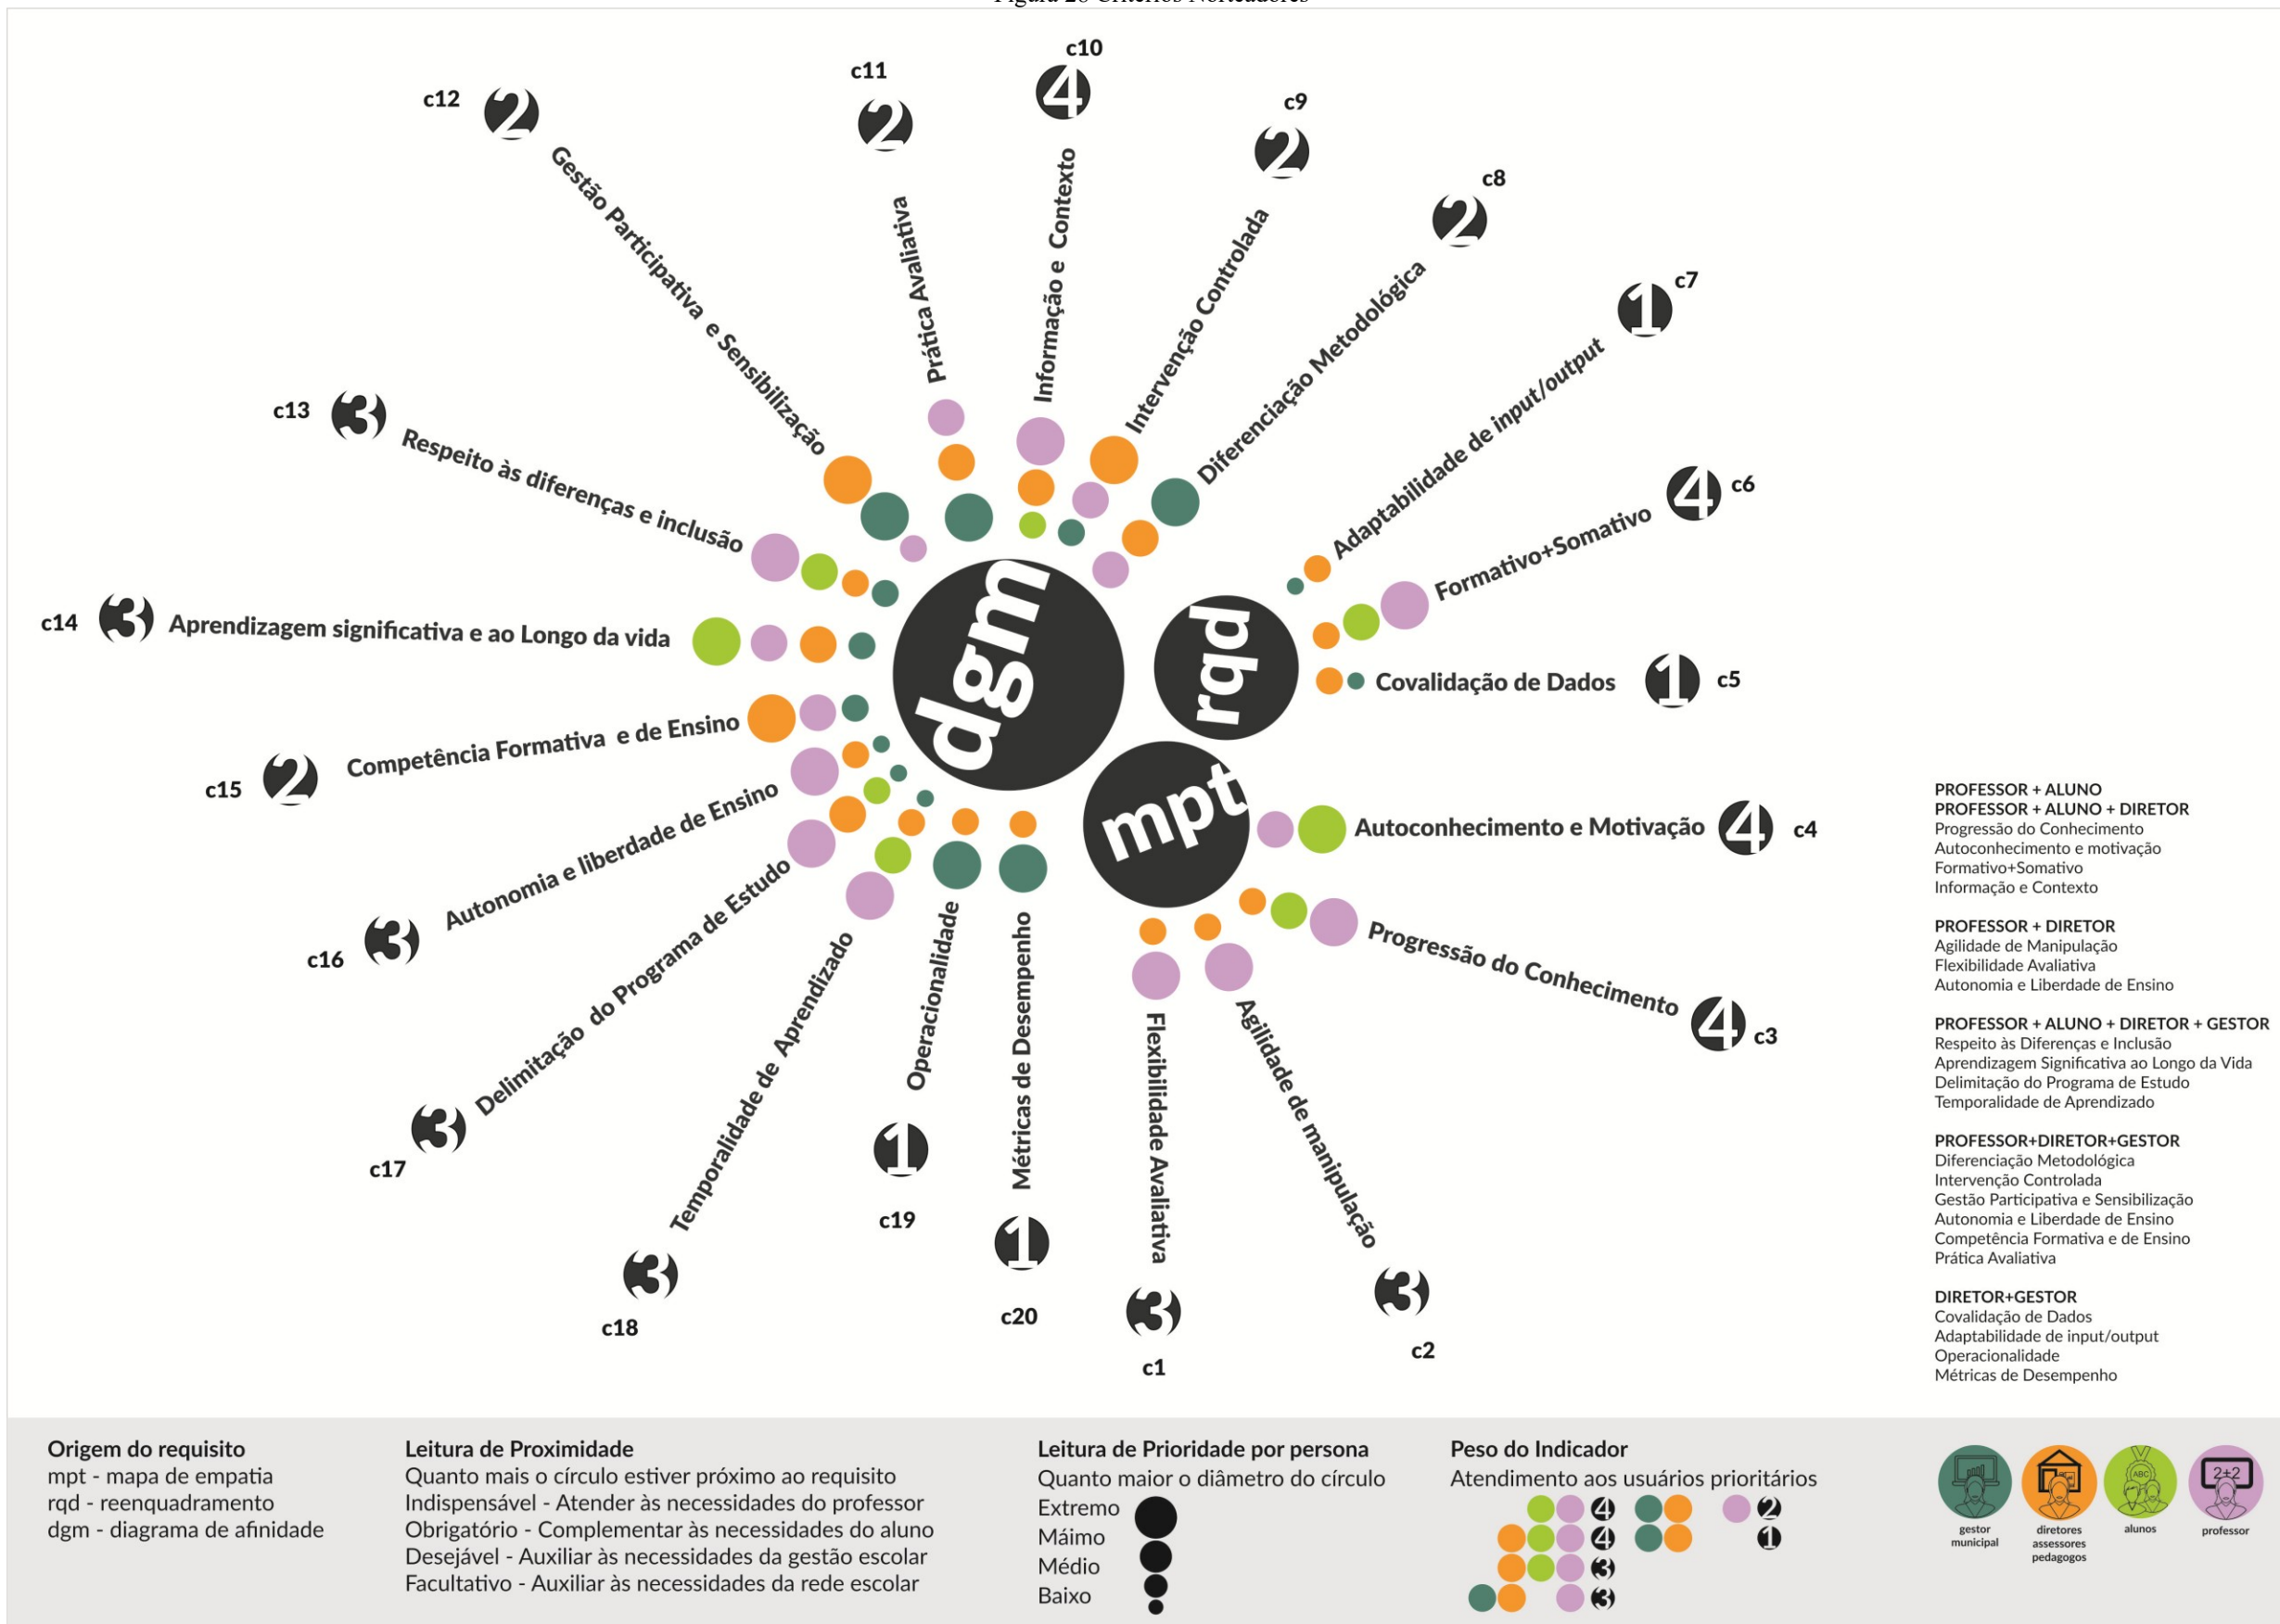 Figura 28 Critérios Norteadores
c10
4
c11
2
c12
2
c9
2
c8
2
c7
1
c6
4
c5
1
c4
4
c3
4
c2
3
c1
3
c20
1
c19
1
c18
3
c17
3
c16
3
c15
2
c14
3
c13
3
Gestão Participativa e Sensibilização
Prática Avaliativa
Informação e Contexto
Intervenção Controlada
Diferenciação Metodológica
Adaptabilidade de input/output
Formativo+Somativo
Covalidação de Dados
Autoconhecimento e Motivação
Progressão do Conhecimento
Agilidade de manipulação
Flexibilidade Avaliativa
Métricas de Desempenho
Operacionalidade
Temporalidade de Aprendizado
Delimitação do Programa de Estudo
Autonomia e liberdade de Ensino
Competência Formativa e de Ensino
Aprendizagem significativa e ao Longo da vida
Respeito às diferenças e inclusão
dgm
rqd
mpt
PROFESSOR + ALUNO
PROFESSOR + ALUNO + DIRETOR
Progressão do Conhecimento
Autoconhecimento e motivação
Formativo+Somativo
Informação e Contexto
PROFESSOR + DIRETOR
Agilidade de Manipulação
Flexibilidade Avaliativa
Autonomia e Liberdade de Ensino
PROFESSOR + ALUNO + DIRETOR + GESTOR
Respeito às Diferenças e Inclusão
Aprendizagem Significativa ao Longo da Vida
Delimitação do Programa de Estudo
Temporalidade de Aprendizado
PROFESSOR+DIRETOR+GESTOR
Diferenciação Metodológica
Intervenção Controlada
Gestão Participativa e Sensibilização
Autonomia e Liberdade de Ensino
Competência Formativa e de Ensino
Prática Avaliativa
DIRETOR+GESTOR
Covalidação de Dados
Adaptabilidade de input/output
Operacionalidade
Métricas de Desempenho
Origem do requisito
mpt - mapa de empatia
rqd - reenquadramento
dgm - diagrama de afinidade
Leitura de Proximidade
Quanto mais o círculo estiver próximo ao requisito
Indispensável - Atender às necessidades do professor
Obrigatório - Complementar às necessidades do aluno
Desejável - Auxiliar às necessidades da gestão escolar
Facultativo - Auxiliar às necessidades da rede escolar
Leitura de Prioridade por persona
Quanto maior o diâmetro do círculo
Extremo
Máimo
Médio
Baixo
Peso do Indicador
Atendimento aos usuários prioritários
4 2
4 1
3
3
ABC
2+2
gestor
municipal
diretores
assessores
pedagogos
alunos
professor